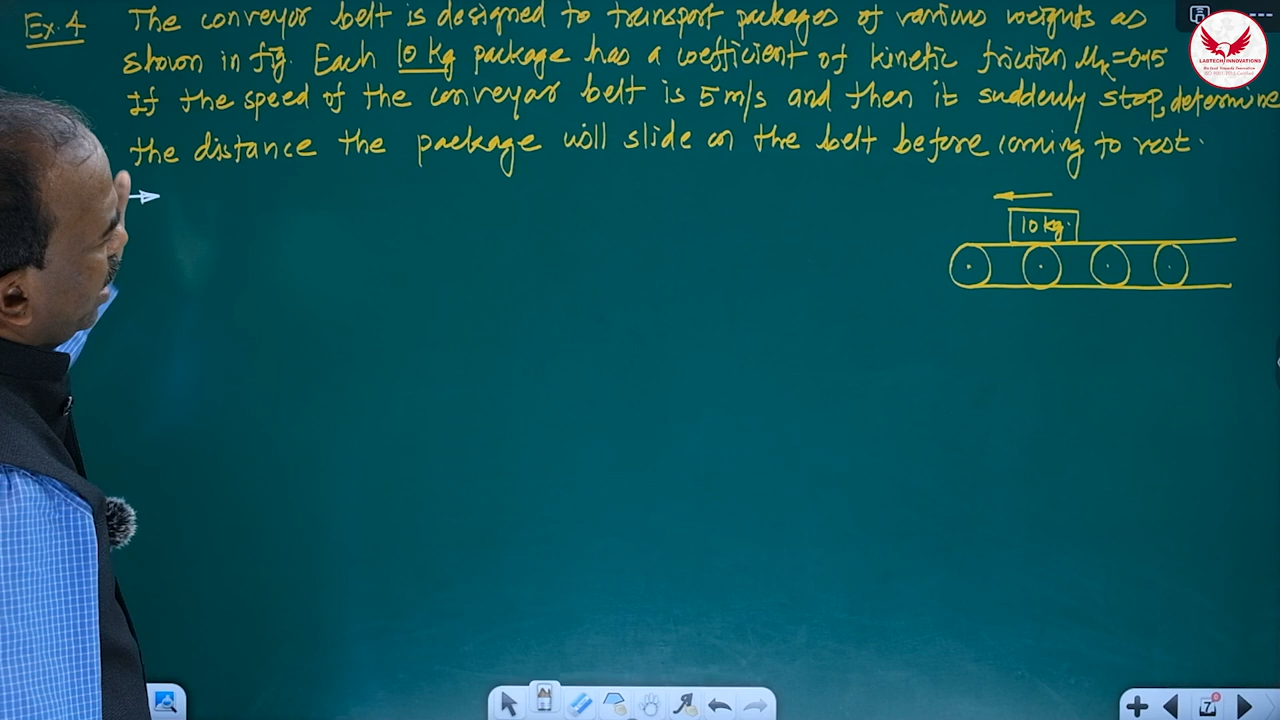 Ex.4 The conveyor belt is designed to transport packages of various weights as
shown in fig. Each 10 kg package has a coefficient of kinetic friction μk=0.15
If the speed of the conveyor belt is 5 m/s and then it suddenly stop, determine
the distance the package will slide on the belt before coming to rest.
10 kg.
LABTECH INNOVATIONS
7